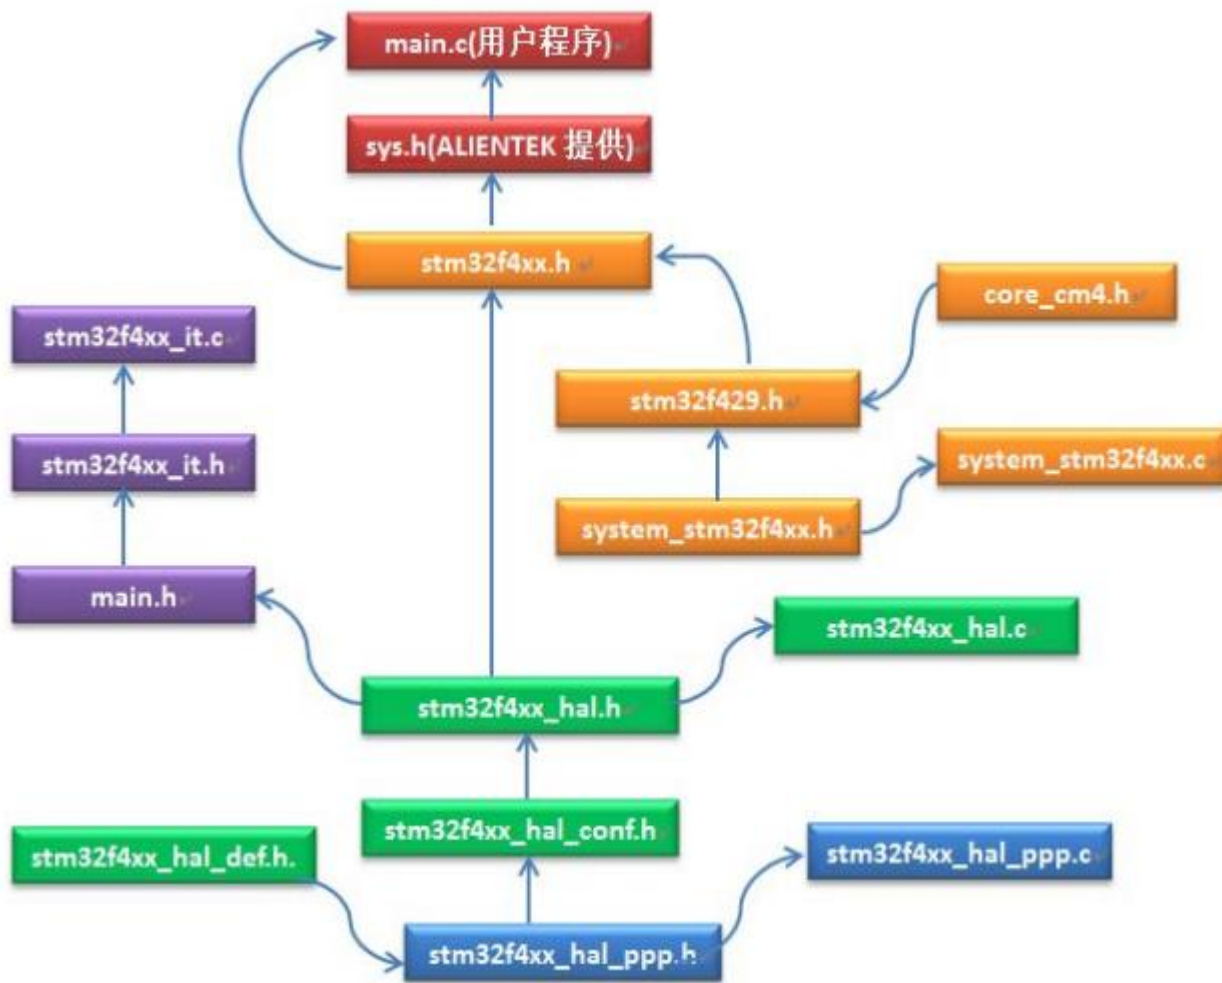 main.c(用户程序)
sys.h(ALIENTEK 提供)
stm32f4xx.h
core_cm4.h
stm32f4xx_it.c
stm32f429.h
stm32f4xx_it.h
system_stm32f4xx.c
system_stm32f4xx.h
main.h
stm32f4xx_hal.c
stm32f4xx_hal.h
stm32f4xx_hal_conf.h
stm32f4xx_hal_def.h.
stm32f4xx_hal_ppp.c
stm32f4xx_hal_ppp.h